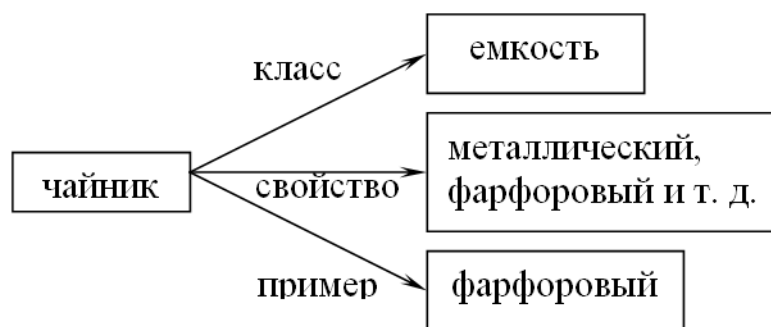 емкость
класс
металлический,
чайник
свойство
фарфоровый и т. д.
пример
фарфоровый